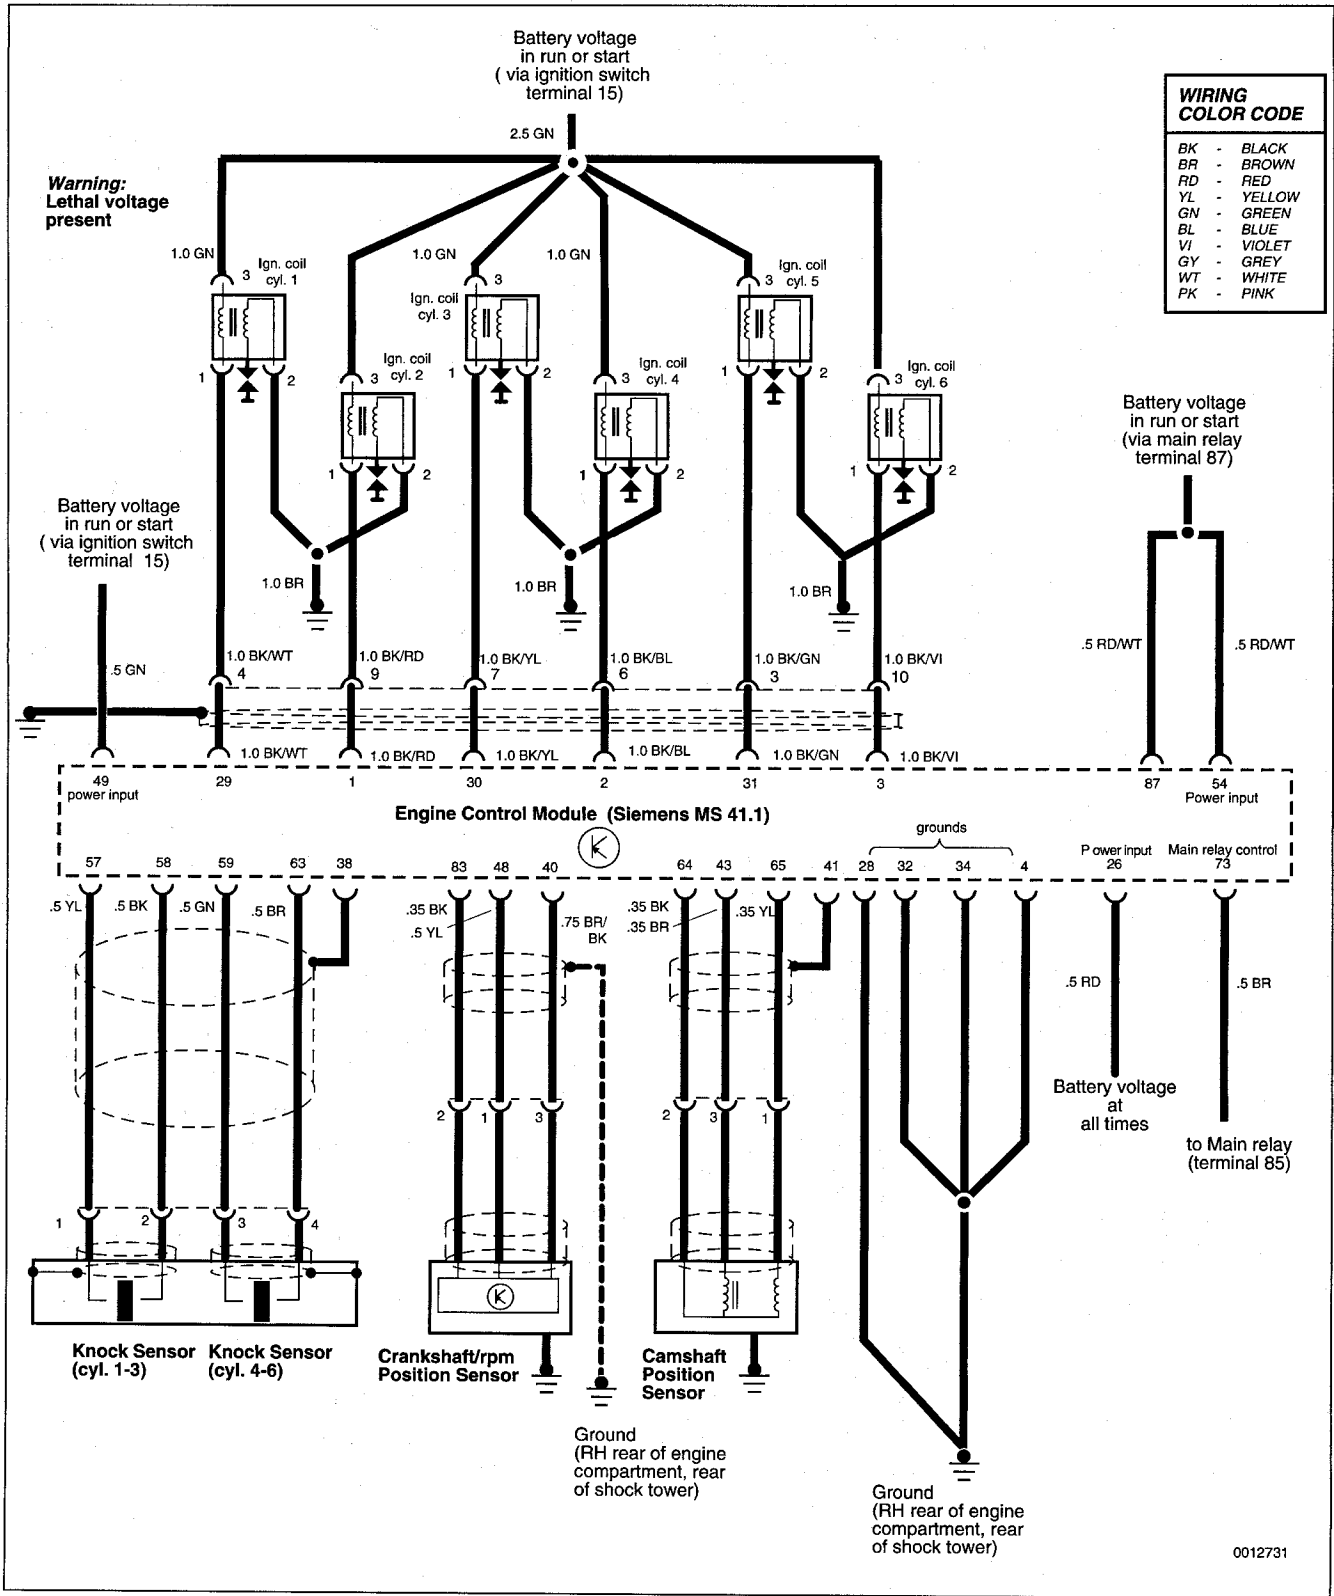 Battery voltage
in run or start
( via ignition switch
terminal 15)
2.5 GN
WIRING
COLOR CODE
BK - BLACK
BR - BROWN
RD - RED
YL - YELLOW
GN - GREEN
BL - BLUE
VI - VIOLET
GY - GREY
WT - WHITE
PK - PINK
Warning:
Lethal voltage
present
1.0 GN 1.0 GN 1.0 GN
3 Ign. coil
cyl. 1
3
Ign. coil
cyl. 3
3 Ign. coil
cyl. 5
1 2 1 2 1 2
3 Ign. coil
cyl. 2
3 Ign. coil
cyl. 4
3 Ign. coil
cyl. 6
1 2 1 2 1 2
Battery voltage
in run or start
(via main relay
terminal 87)
Battery voltage
in run or start
( via ignition switch
terminal 15)
1.0 BR 1.0 BR 1.0 BR
.5 RD/WT .5 RD/WT
.5 GN
1.0 BK/WT 1.0 BK/RD 1.0 BK/YL 1.0 BK/BL 1.0 BK/GN 1.0 BK/VI
4 9 7 6 3 10
1.0 BK/WT 1.0 BK/RD 1.0 BK/YL 1.0 BK/BL 1.0 BK/GN 1.0 BK/VI
49 29 1 30 2 31 3 87 54
power input Power input
Engine Control Module (Siemens MS 41.1)
grounds
Power input Main relay control
57 58 59 63 38 83 48 40 64 43 65 41 28 32 34 4 26 73
.5 YL .5 BK .5 GN .5 BR
.35 BK
.5 YL
.75 BR/
BK
.35 BK
.35 BR
.35 YL
.5 RD .5 BR
Battery voltage
at
all times
to Main relay
(terminal 85)
2 1 3 2 3 1
1 2 3 4
Knock Sensor
(cyl. 1-3)
Knock Sensor
(cyl. 4-6)
Crankshaft/rpm
Position Sensor
Camshaft
Position
Sensor
Ground
(RH rear of engine
compartment, rear
of shock tower)
Ground
(RH rear of engine
compartment, rear
of shock tower)
0012731